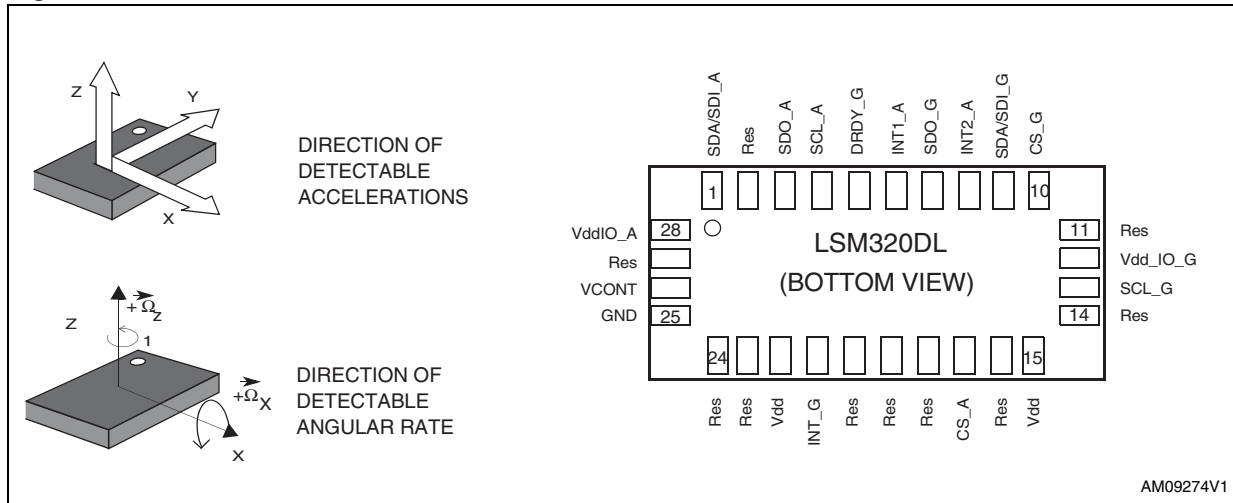 Z
Y
X
DIRECTION OF
DETECTABLE
ACCELERATIONS
Z
+Ω
Z
1
+Ω
X
X
DIRECTION OF
DETECTABLE
ANGULAR RATE
SDA/SDI_A
Res
SDO_A
SCL_A
DRDY_G
INT1_A
SDO_G
INT2_A
SDA/SDI_G
CS_G
1
10
VddIO_A
28
Res
VCONT
GND
25
LSM320DL
(BOTTOM VIEW)
11
Res
Vdd_IO_G
SCL_G
14
Res
24
15
Res
Res
Vdd
INT_G
Res
Res
Res
CS_A
Res
Vdd
AM09274V1